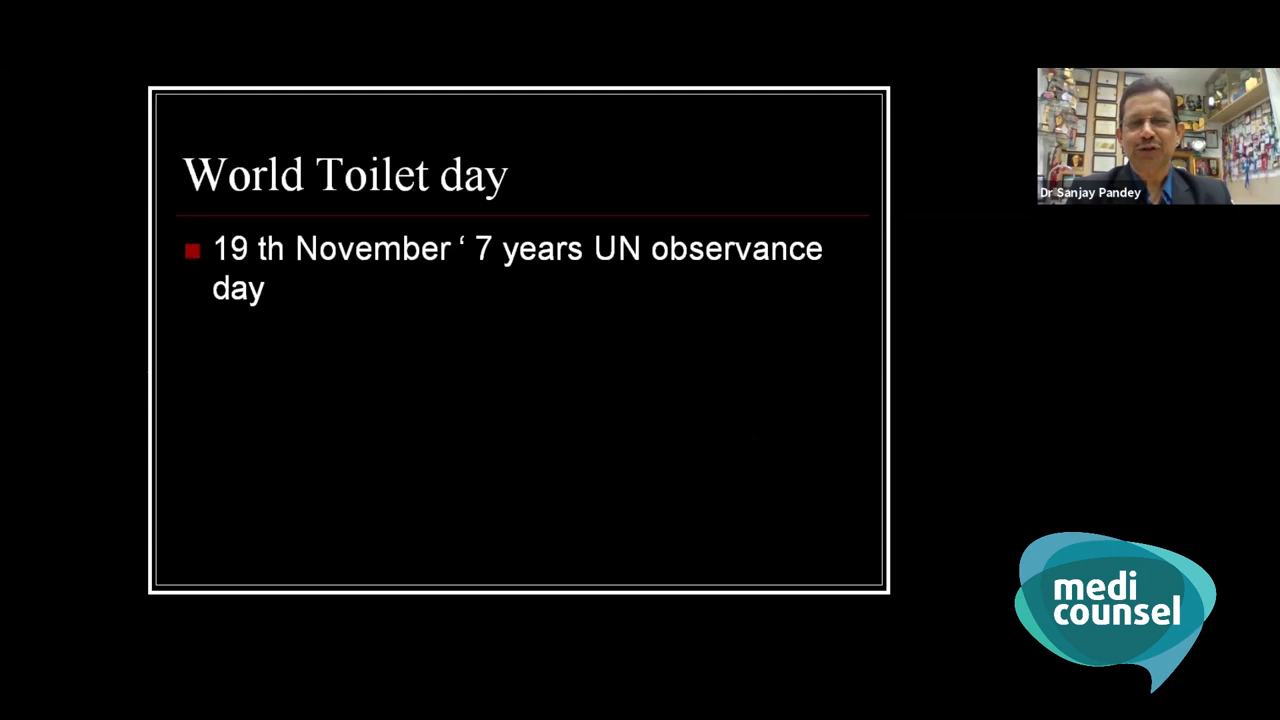 World Toilet day
19 th November ‘ 7 years UN observance
day
Dr Sanjay Pandey
medi
counsel